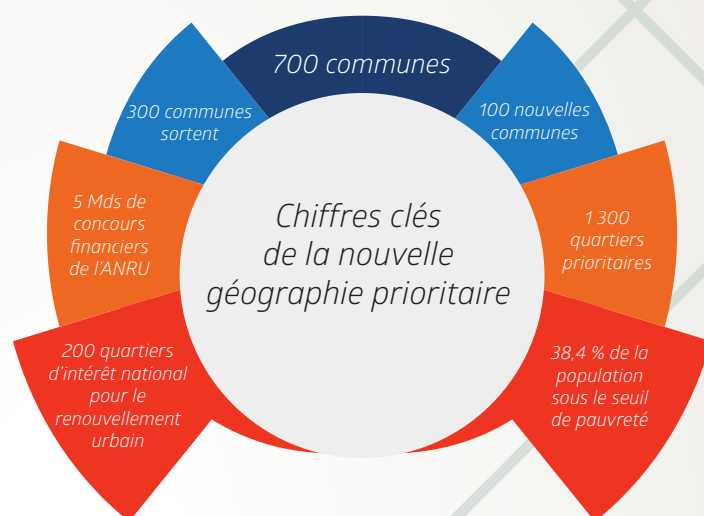 700 communes
300 communes
sortent
100 nouvelles
communes
5 Mds de
concours
financiers
de l'ANRU
1 300
quartiers
prioritaires
Chiffres clés
de la nouvelle
géographie prioritaire
200 quartiers
d'intérêt national
pour le
renouvellement
urbain
38,4 % de la
population
sous le seuil
de pauvreté